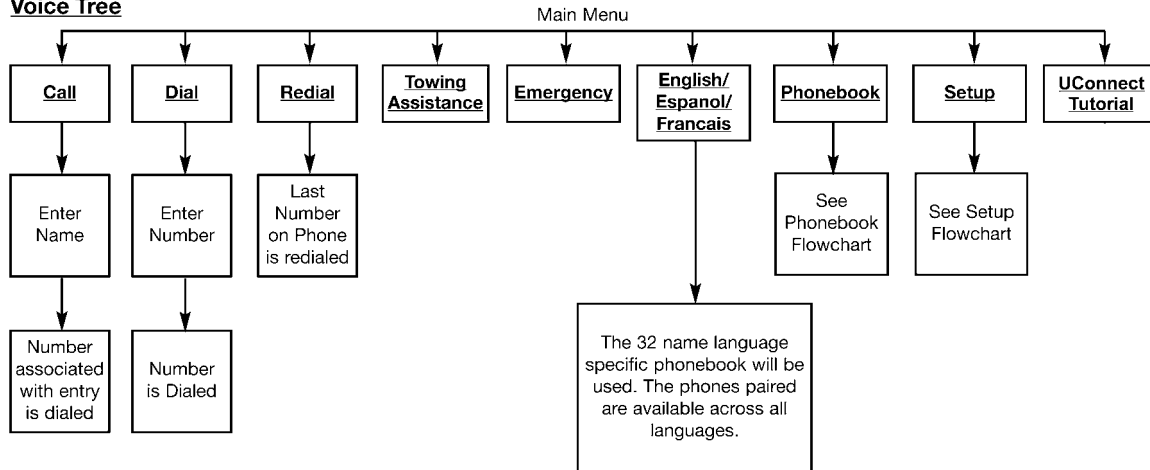 Voice Tree
Main Menu
Call
Dial
Redial
Towing
Assistance
Emergency
English/
Espanol/
Francais
Phonebook
Setup
UConnect
Tutorial
Enter
Name
Enter
Number
Last
Number
on Phone
is redialed
See
Phonebook
Flowchart
See Setup
Flowchart
Number
associated
with entry
is dialed
Number
is Dialed
The 32 name language
specific phonebook will be
used. The phones paired
are available across all
languages.